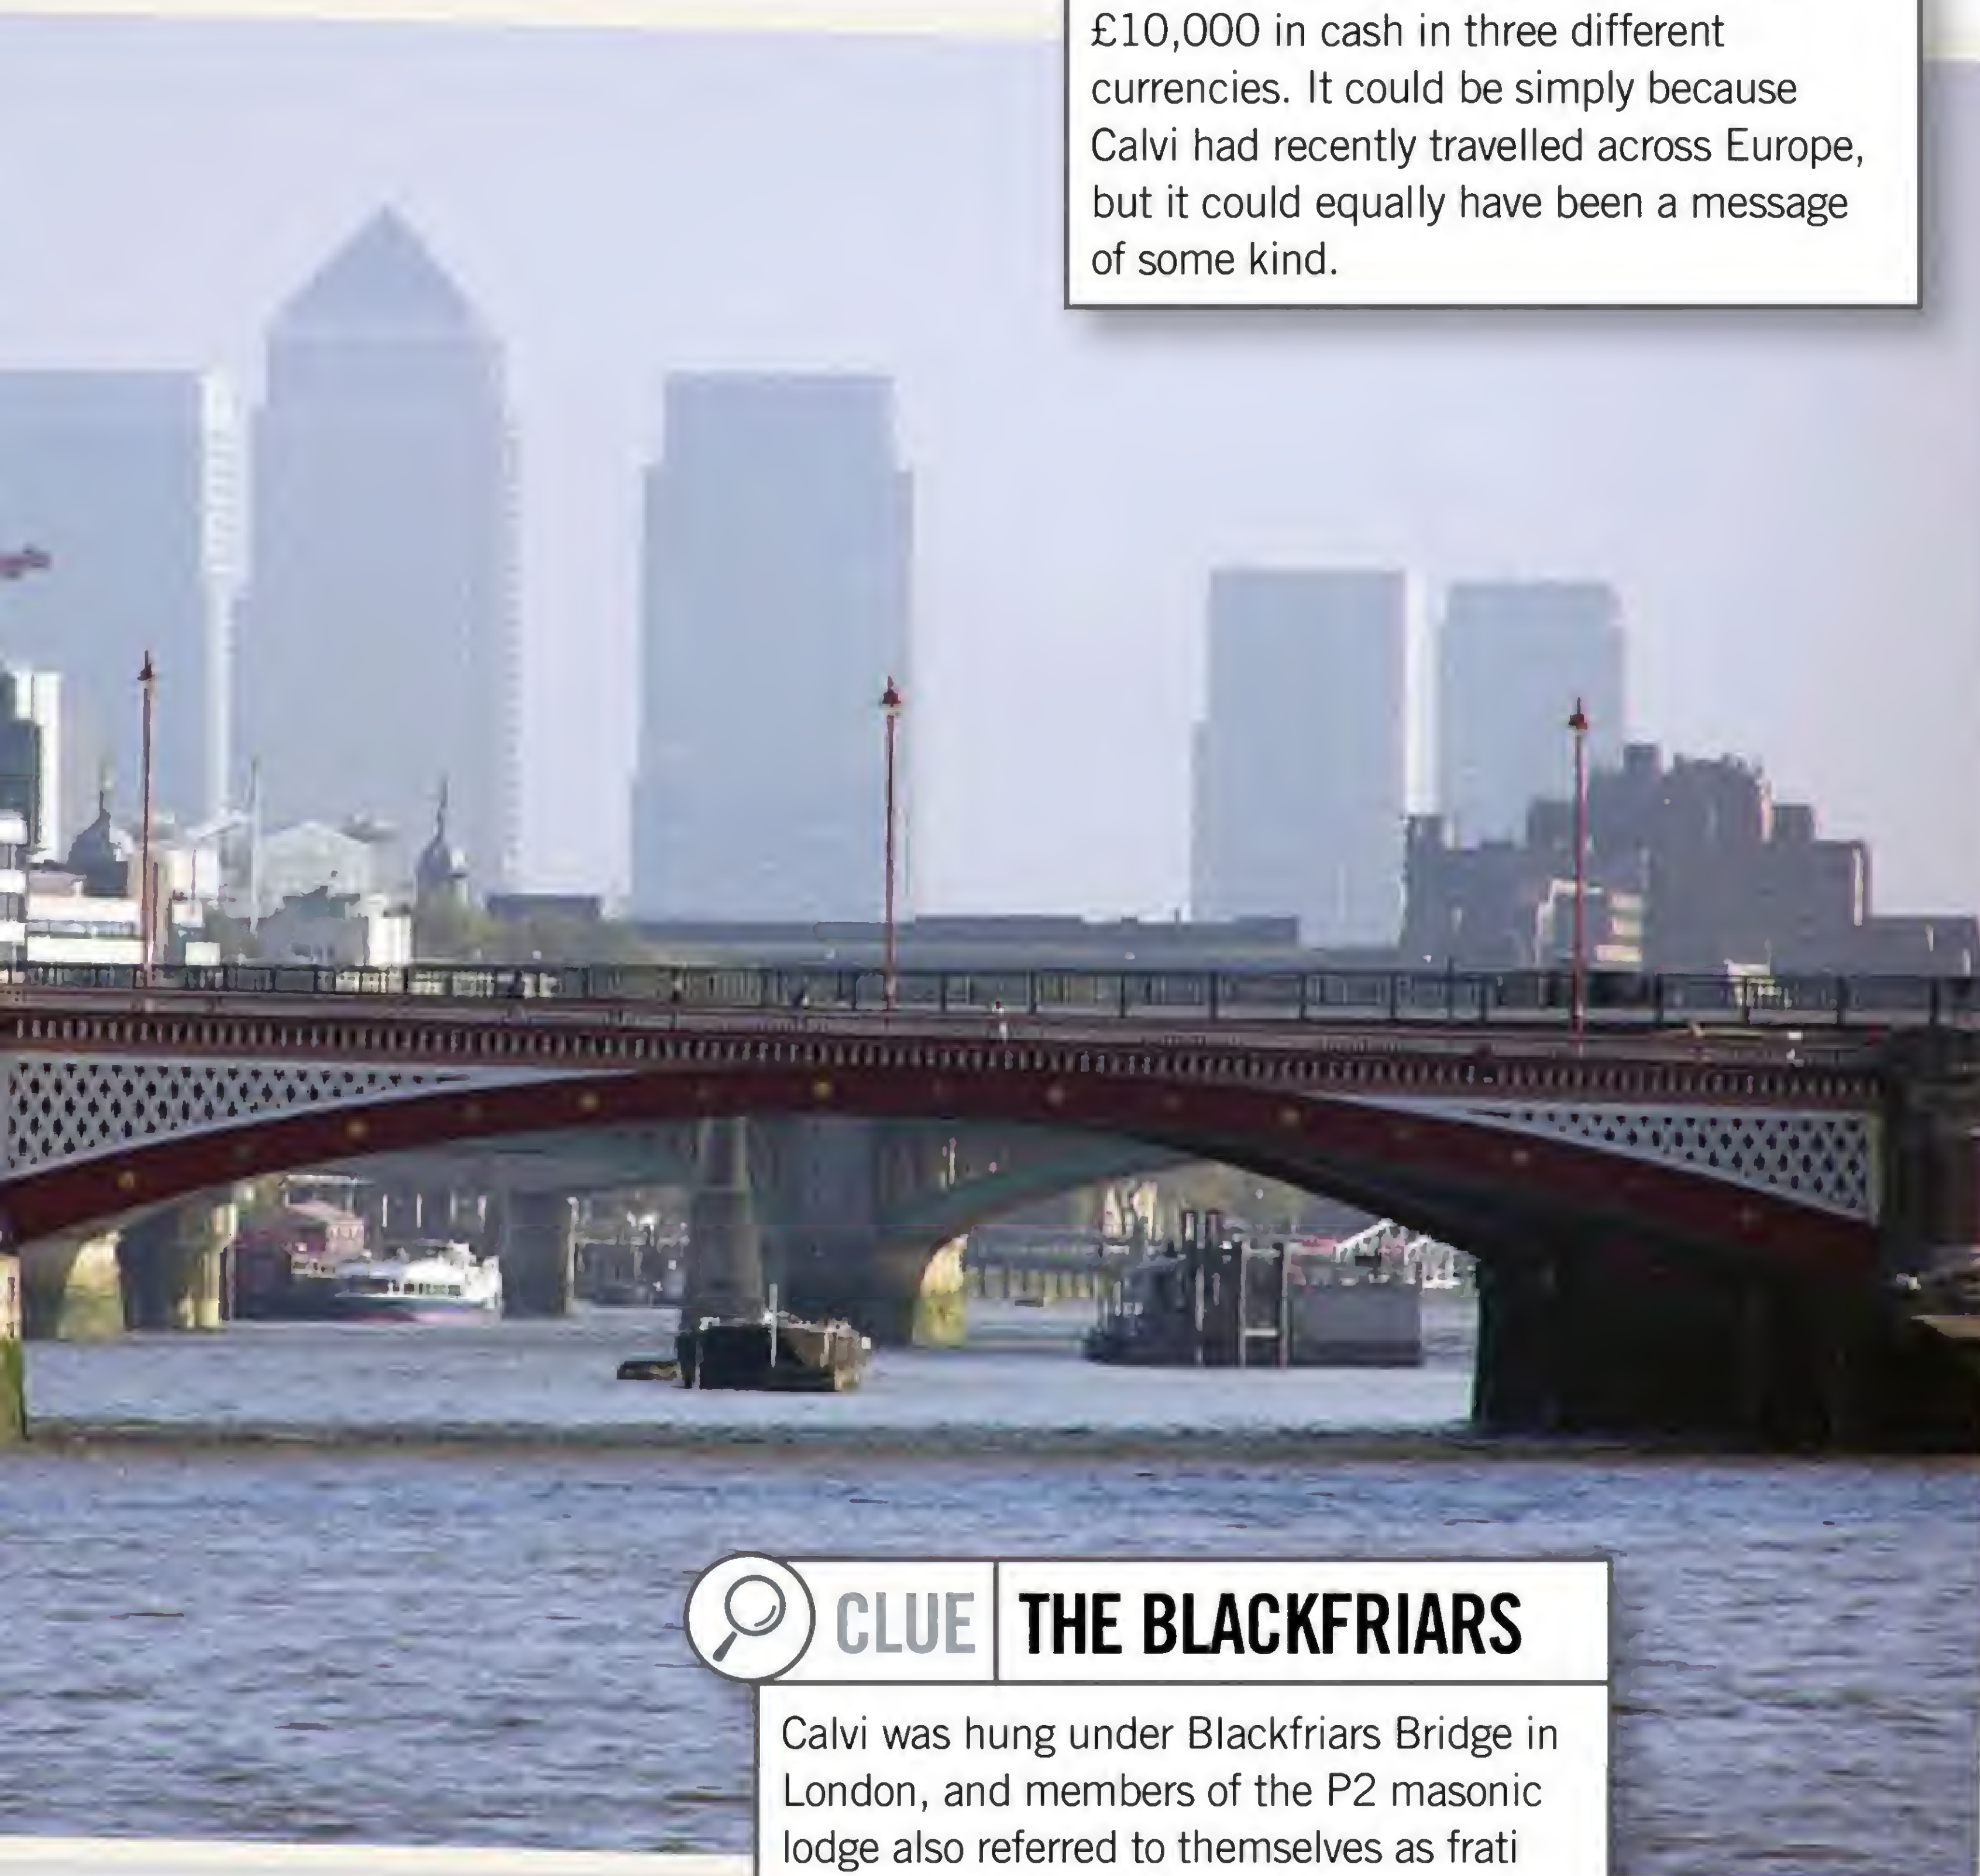 £10,000 in cash in three different
currencies. It could be simply because
Calvi had recently travelled across Europe,
but it could equally have been a message
of some kind.
CLUE THE BLACKFRIARS
Calvi was hung under Blackfriars Bridge in
London, and members of the P2 masonic
lodge also referred to themselves as frati